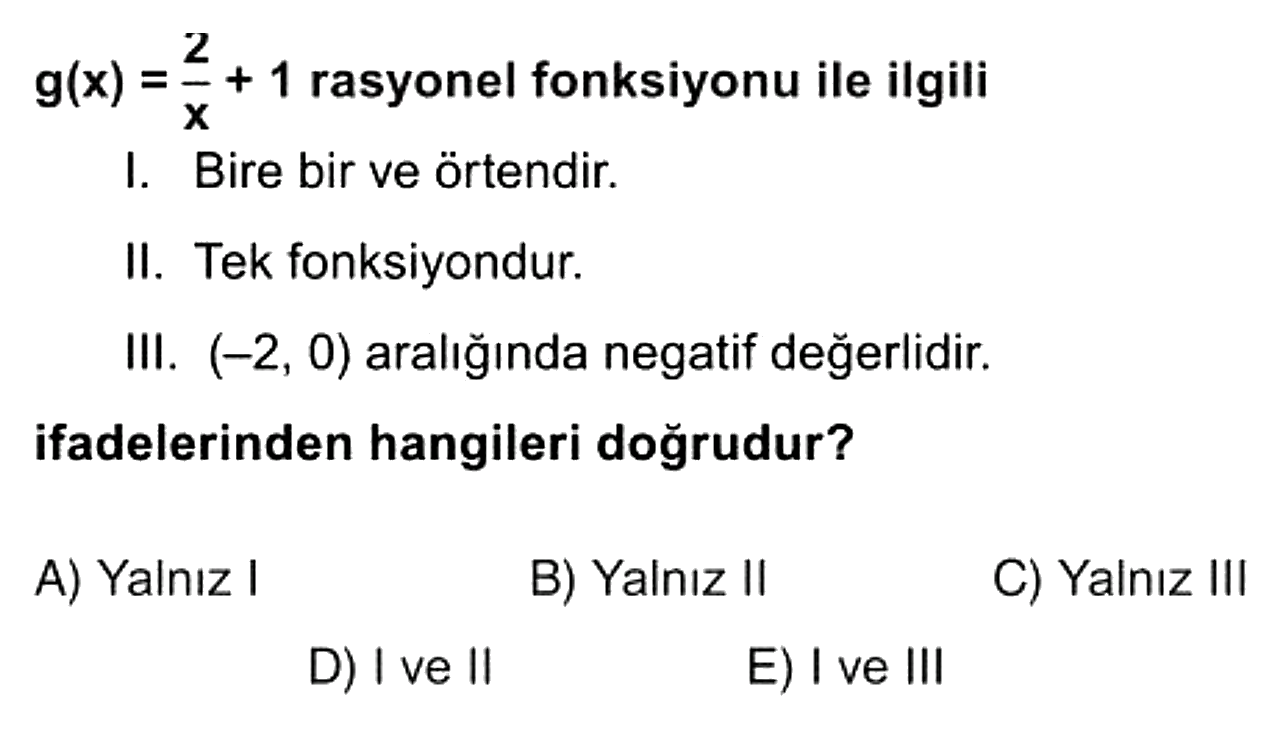 g(x) = 2/x + 1 rasyonel fonksiyonu ile ilgili
I. Bire bir ve örtendir.
II. Tek fonksiyondur.
III. (–2, 0) aralığında negatif değerlidir.
ifadelerinden hangileri doğrudur?
A) Yalnız I B) Yalnız II C) Yalnız III
D) I ve II E) I ve III